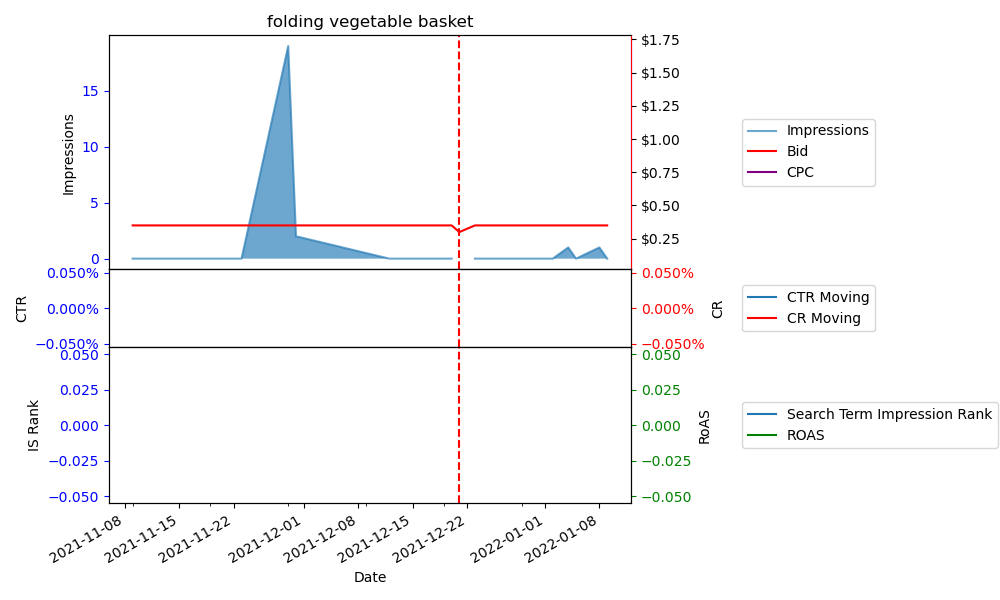 folding vegetable basket
Impressions
15
10
5
0
$1.75
$1.50
$1.25
$1.00
$0.75
$0.50
$0.25
Impressions
Bid
CPC
CTR
0.050%
0.000%
−0.050%
0.050%
0.000%
−0.050%
CR
CTR Moving
CR Moving
IS Rank
0.050
0.025
0.000
−0.025
−0.050
0.050
0.025
0.000
−0.025
−0.050
RoAS
Search Term Impression Rank
ROAS
2021-11-08
2021-11-15
2021-11-22
2021-12-01
2021-12-08
2021-12-15
2021-12-22
2022-01-01
2022-01-08
Date